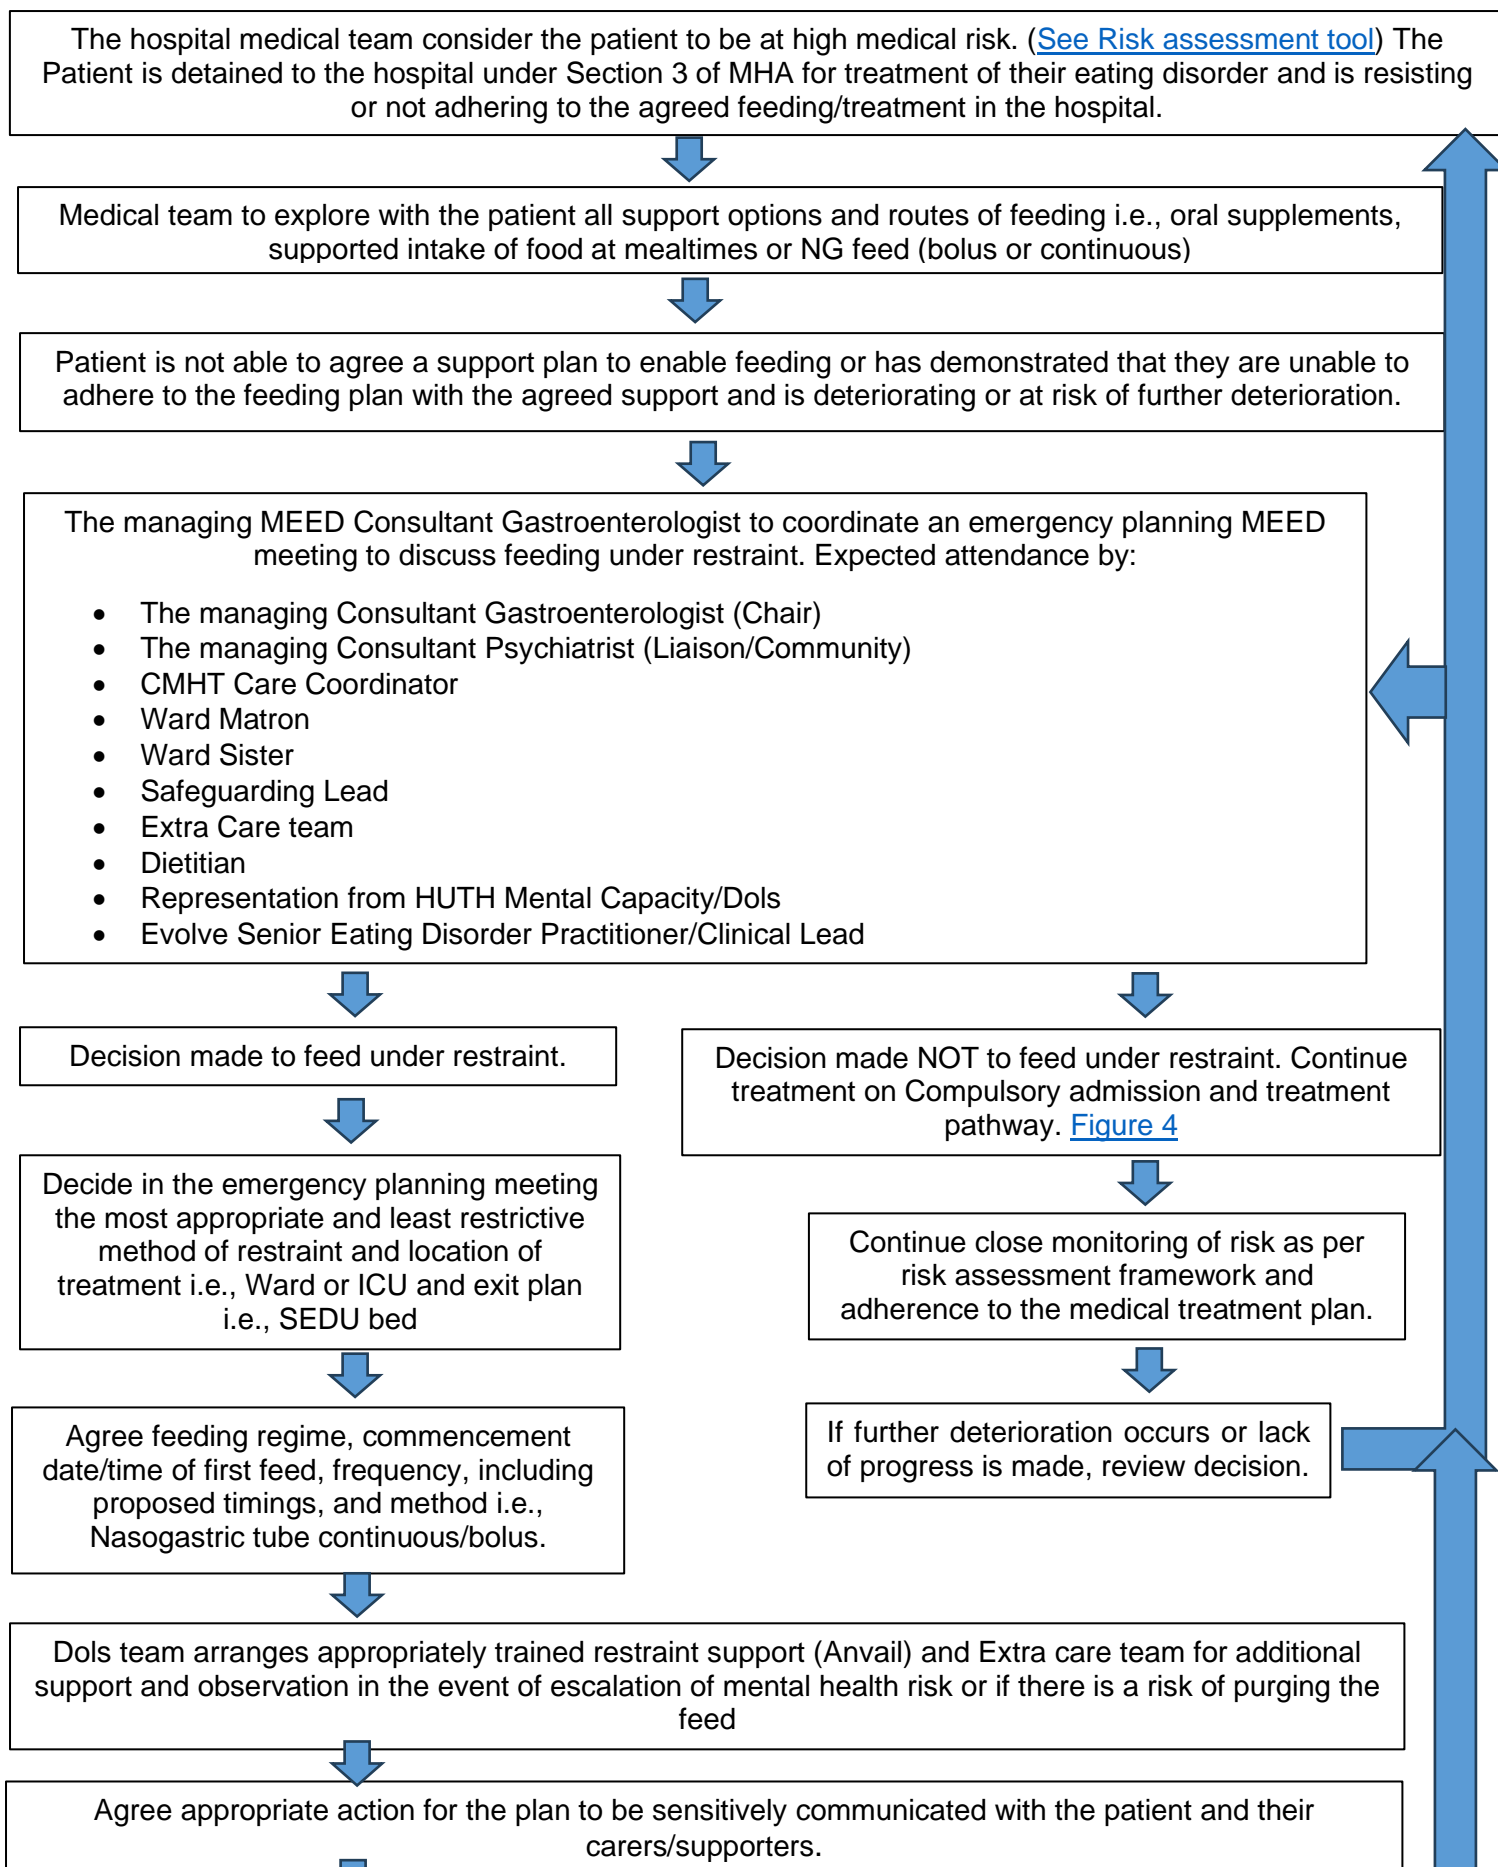 The hospital medical team consider the patient to be at high medical risk. (See Risk assessment tool) The
Patient is detained to the hospital under Section 3 of MHA for treatment of their eating disorder and is resisting
or not adhering to the agreed feeding/treatment in the hospital.
Medical team to explore with the patient all support options and routes of feeding i.e., oral supplements,
supported intake of food at mealtimes or NG feed (bolus or continuous)
Patient is not able to agree a support plan to enable feeding or has demonstrated that they are unable to
adhere to the feeding plan with the agreed support and is deteriorating or at risk of further deterioration.
The managing MEED Consultant Gastroenterologist to coordinate an emergency planning MEED
meeting to discuss feeding under restraint. Expected attendance by:
• The managing Consultant Gastroenterologist (Chair)
• The managing Consultant Psychiatrist (Liaison/Community)
• CMHT Care Coordinator
• Ward Matron
• Ward Sister
• Safeguarding Lead
• Extra Care team
• Dietitian
• Representation from HUTH Mental Capacity/Dols
• Evolve Senior Eating Disorder Practitioner/Clinical Lead
Decision made to feed under restraint.
Decide in the emergency planning meeting
the most appropriate and least restrictive
method of restraint and location of
treatment i.e., Ward or ICU and exit plan
i.e., SEDU bed
Agree feeding regime, commencement
date/time of first feed, frequency, including
proposed timings, and method i.e.,
Nasogastric tube continuous/bolus.
Decision made NOT to feed under restraint. Continue
treatment on Compulsory admission and treatment
pathway. Figure 4
Continue close monitoring of risk as per
risk assessment framework and
adherence to the medical treatment plan.
If further deterioration occurs or lack
of progress is made, review decision.
Dols team arranges appropriately trained restraint support (Anvail) and Extra care team for additional
support and observation in the event of escalation of mental health risk or if there is a risk of purging the
feed
Agree appropriate action for the plan to be sensitively communicated with the patient and their
carers/supporters.